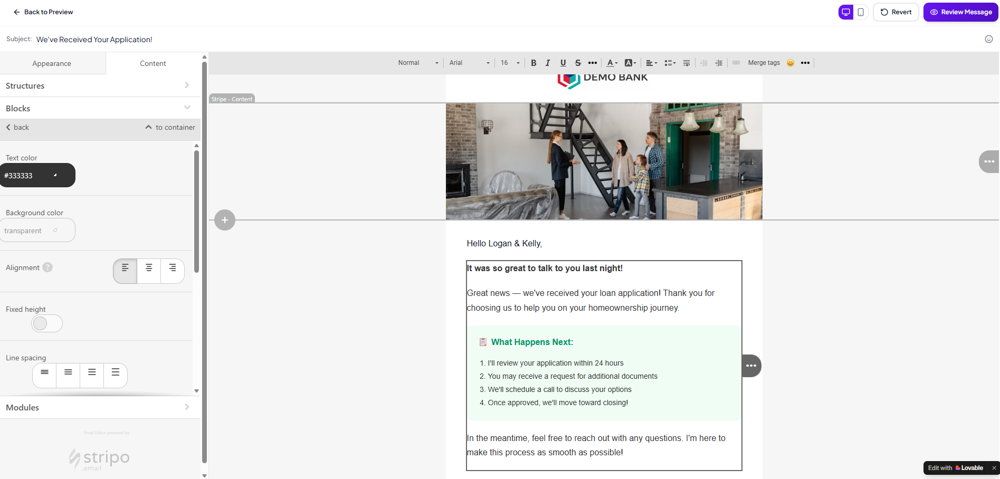 Back to Preview
Revert
Review Message
Subject: We've Received Your Application!
Appearance
Content
Normal
Arial
16
Merge tags
Structures
Blocks
back
to container
Text color
#333333
Background color
transparent
Alignment
?
Fixed height
Line spacing
Modules
Email Editor powered by
stripo
.email
DEMO BANK
Stripe - Content
Hello Logan & Kelly,
It was so great to talk to you last night!
Great news — we've received your loan application! Thank you for
choosing us to help you on your homeownership journey.
📋 What Happens Next:
1. I'll review your application within 24 hours
2. You may receive a request for additional documents
3. We'll schedule a call to discuss your options
4. Once approved, we'll move toward closing!
In the meantime, feel free to reach out with any questions. I'm here to
make this process as smooth as possible!
Edit with Lovable